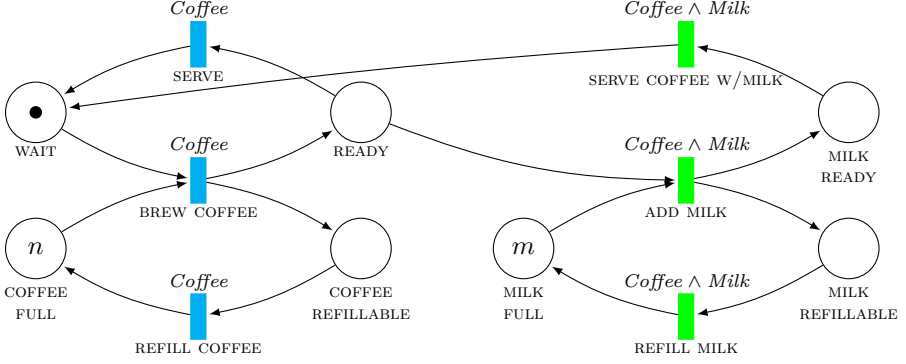 Coffee
Coffee ∧ Milk
SERVE
SERVE COFFEE W/MILK
WAIT
Coffee
READY
Coffee ∧ Milk
MILK
READY
BREW COFFEE
ADD MILK
n
m
COFFEE
FULL
Coffee
COFFEE
REFILLABLE
MILK
FULL
Coffee ∧ Milk
MILK
REFILLABLE
REFILL COFFEE
REFILL MILK